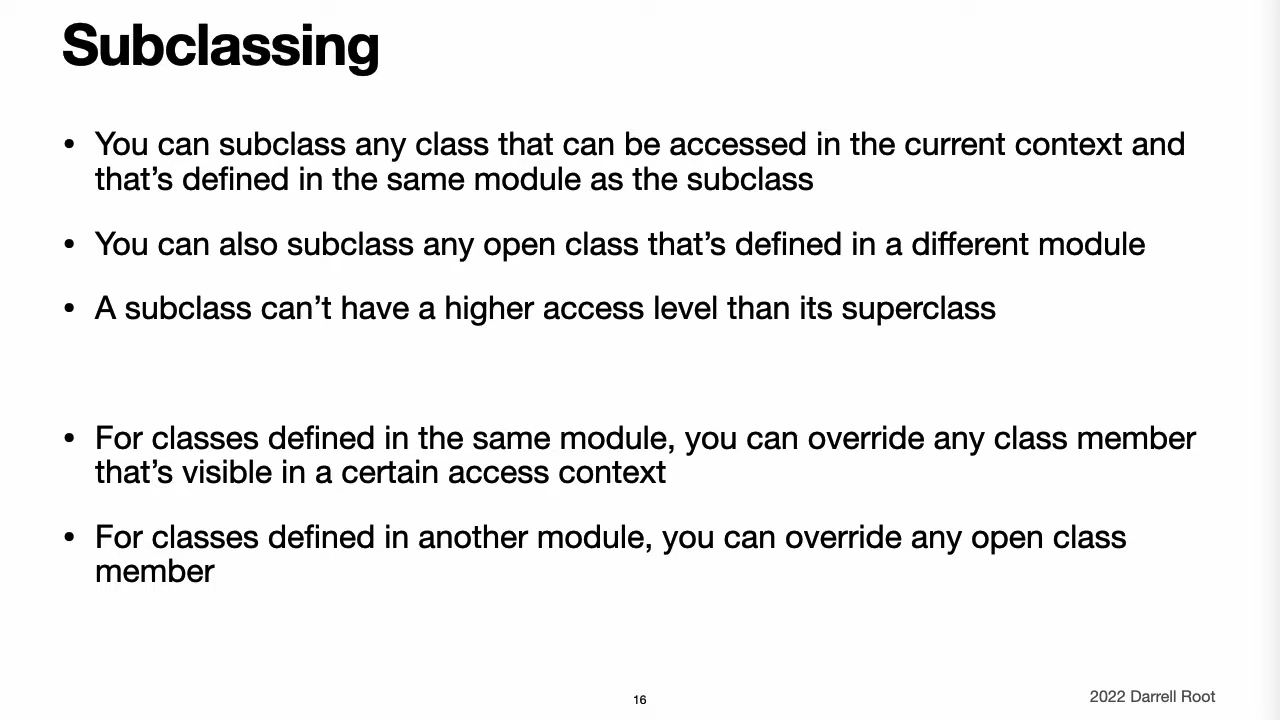 Subclassing
• You can subclass any class that can be accessed in the current context and
that’s defined in the same module as the subclass
• You can also subclass any open class that’s defined in a different module
• A subclass can’t have a higher access level than its superclass
• For classes defined in the same module, you can override any class member
that’s visible in a certain access context
• For classes defined in another module, you can override any open class
member
16
2022 Darrell Root